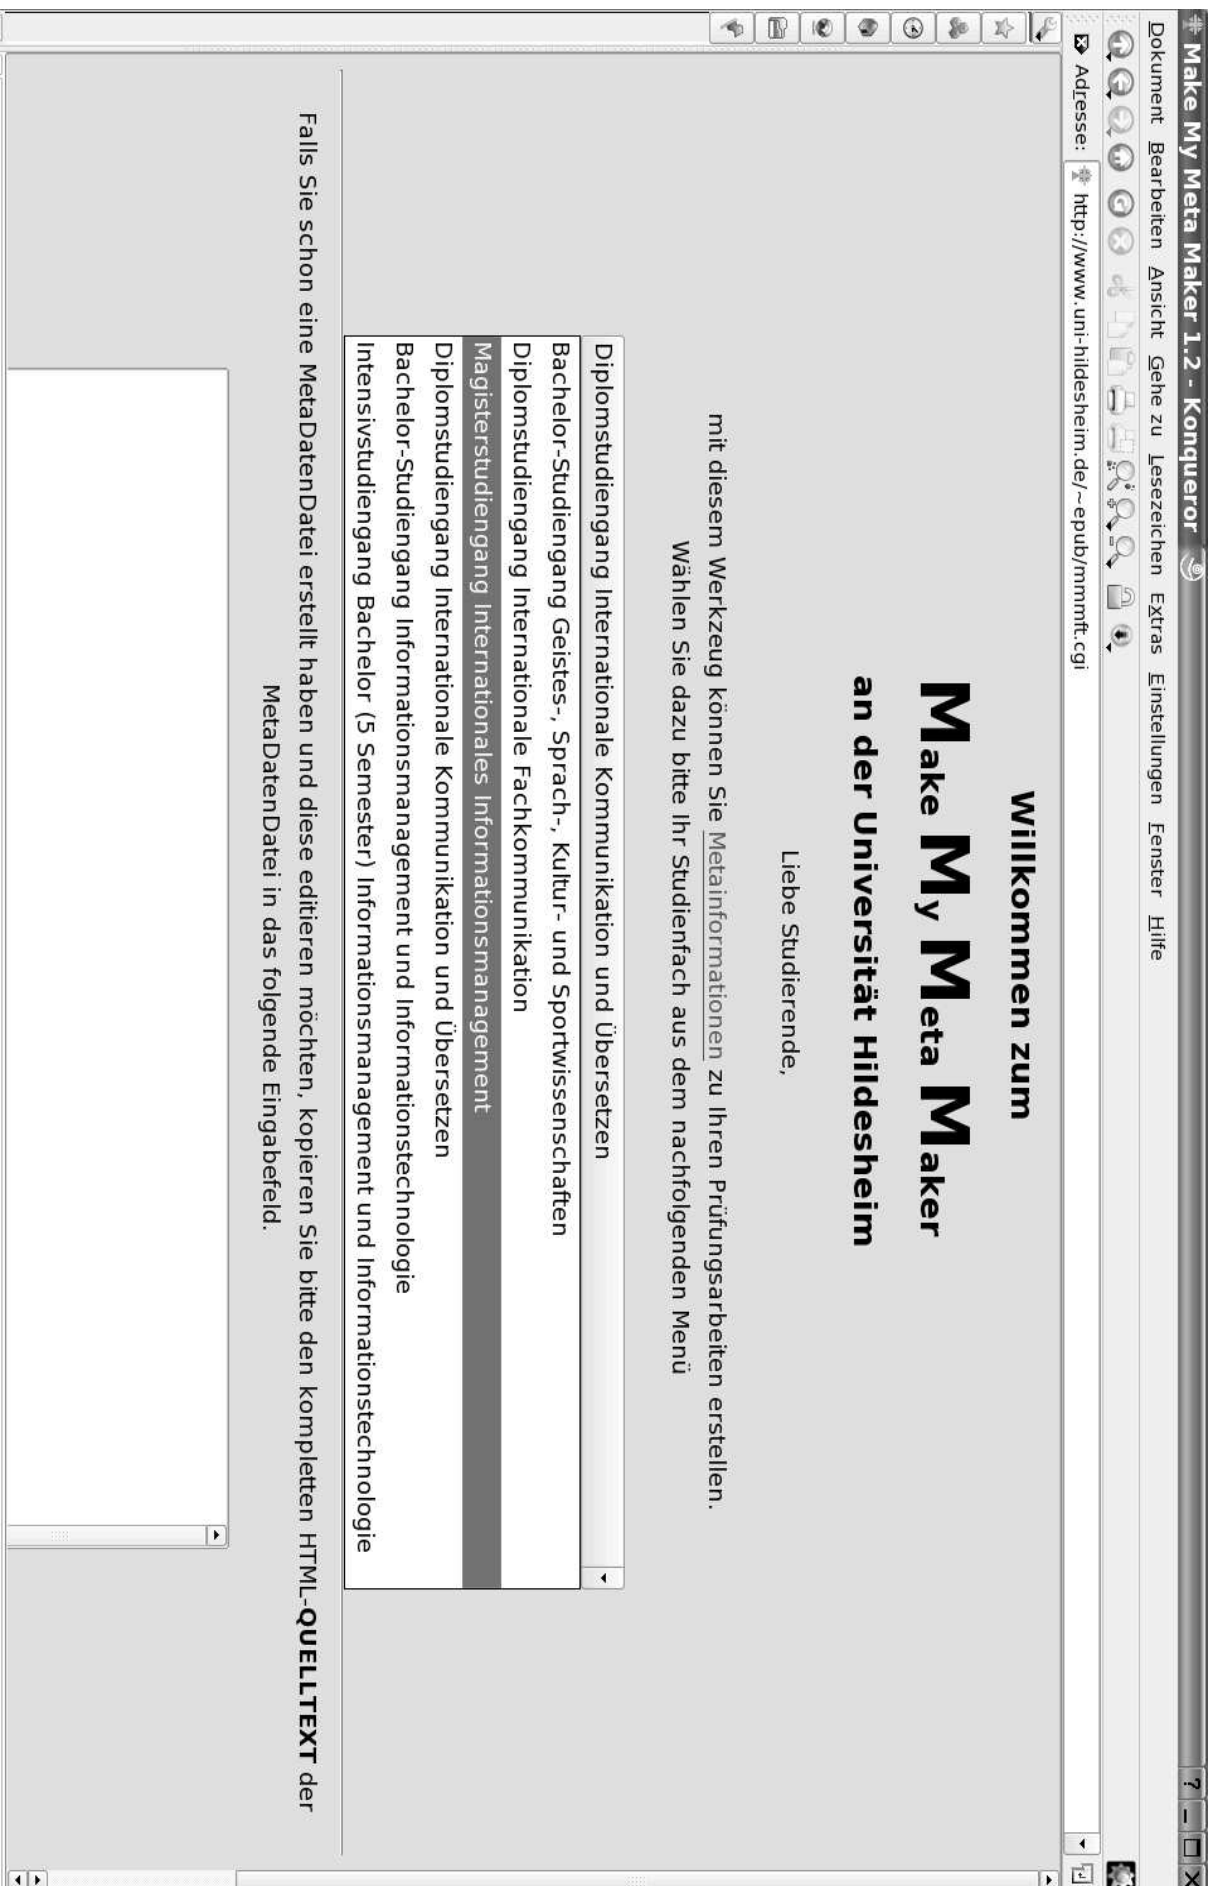 Make My Meta Maker 1.2 - Konqueror
Dokument Bearbeiten Ansicht Gehe zu Lesezeichen Extras Einstellungen Fenster Hilfe
Adresse: http://www.uni-hildesheim.de/~epub/mmmft.cgi
Willkommen zum
Make My Meta Maker
an der Universität Hildesheim
Liebe Studierende,
mit diesem Werkzeug können Sie Metainformationen zu Ihren Prüfungsarbeiten erstellen.
Wählen Sie dazu bitte Ihr Studienfach aus dem nachfolgenden Menü
Diplomstudiengang Internationale Kommunikation und Übersetzen
Bachelor-Studiengang Geistes-, Sprach-, Kultur- und Sportwissenschaften
Diplomstudiengang Internationale Fachkommunikation
Magisterstudiengang Internationales Informationsmanagement
Diplomstudiengang Internationale Kommunikation und Übersetzen
Bachelor-Studiengang Informationsmanagement und Informationstechnologie
Intensivstudiengang Bachelor (5 Semester) Informationsmanagement und Informationstechnologie
Falls Sie schon eine MetaDatenDatei erstellt haben und diese editieren möchten, kopieren Sie bitte den kompletten HTML-QUELLTEXT der
MetaDatenDatei in das folgende Eingabefeld.